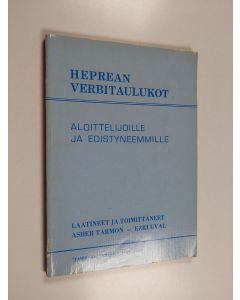 HEPREAN
VERBITAULUKOT
ALOITTELIJOILLE
JA EDISTYNEEMMILLE
LAATINEET JA TOIMITTANEET
ASHER TARMON – EZRI UVAL